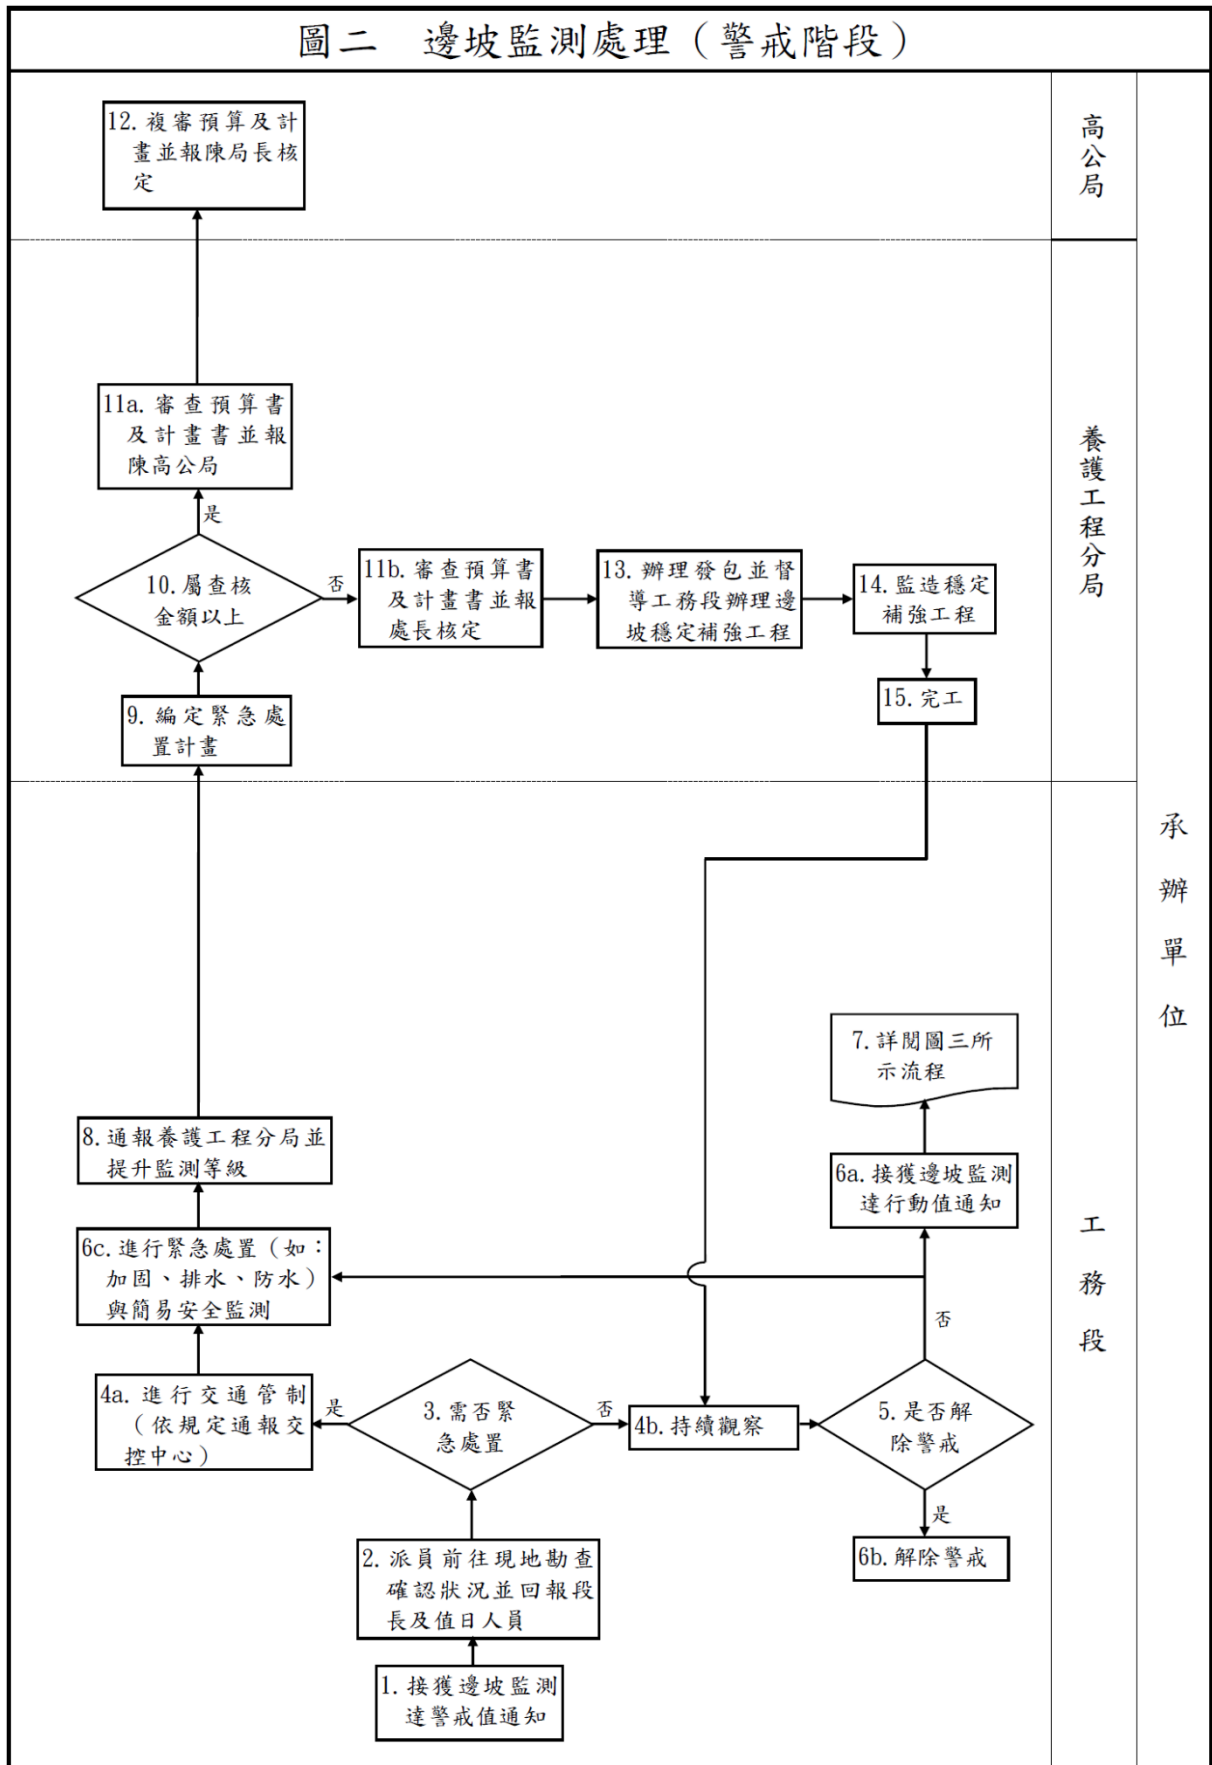 圖二　邊坡監測處理（警戒階段）
12.複審預算及計
畫並報陳局長核
定
高公局
11a.審查預算書
及計畫書並報
陳高公局
是
10.屬查核
金額以上
否
11b.審查預算書
及計畫書並報
處長核定
13.辦理發包並督
導工務段辦理邊
坡穩定補強工程
14.監造穩定
補強工程
15.完工
9.編定緊急處
置計畫
養護工程分局
承辦單位
7.詳閱圖三所
示流程
8.通報養護工程分局並
提升監測等級
6a.接獲邊坡監測
達行動值通知
6c.進行緊急處置（如：
加固、排水、防水）
與簡易安全監測
否
4a.進行交通管制
（依規定通報交
控中心）
是
3.需否緊
急處置
否
4b.持續觀察
5.是否解
除警戒
是
6b.解除警戒
2.派員前往現地勘查
確認狀況並回報段
長及值日人員
1.接獲邊坡監測
達警戒值通知
工務段